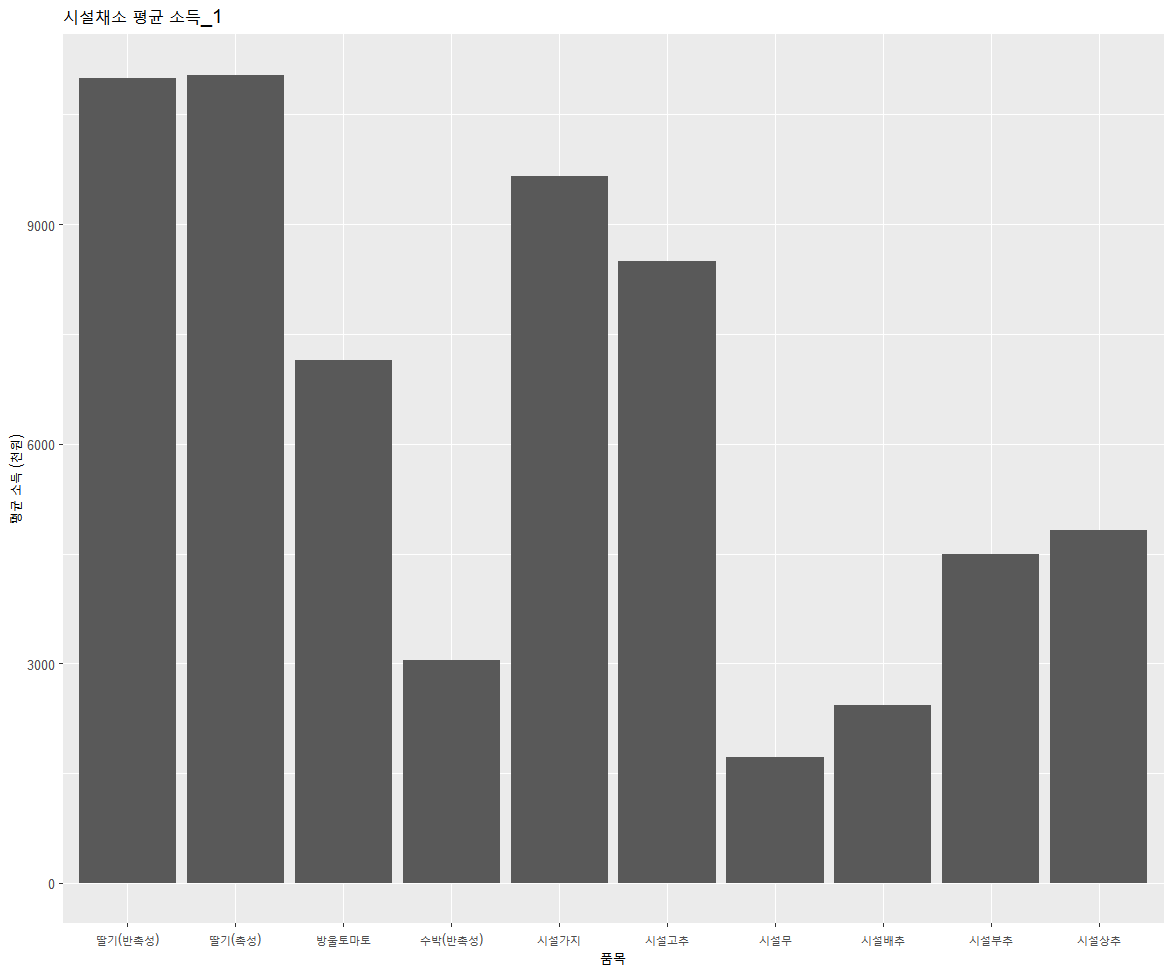 시설채소 평균 소득_1
평균 소득 (천원)
9000
6000
3000
0
딸기(반촉성) 딸기(촉성) 방울토마토 수박(반촉성) 시설가지 시설고추 시설무 시설배추 시설부추 시설상추
품목